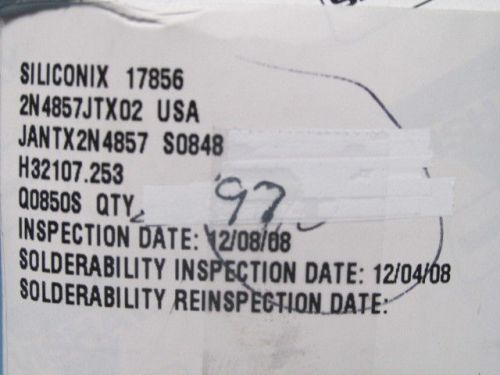 SILICONIX 17856
2N4857JTX02 USA
JANTX2N4857 S0848
H32107.253
Q0850S QTY 97
INSPECTION DATE: 12/08/08
SOLDERABILITY INSPECTION DATE: 12/04/08
SOLDERABILITY REINSPECTION DATE: